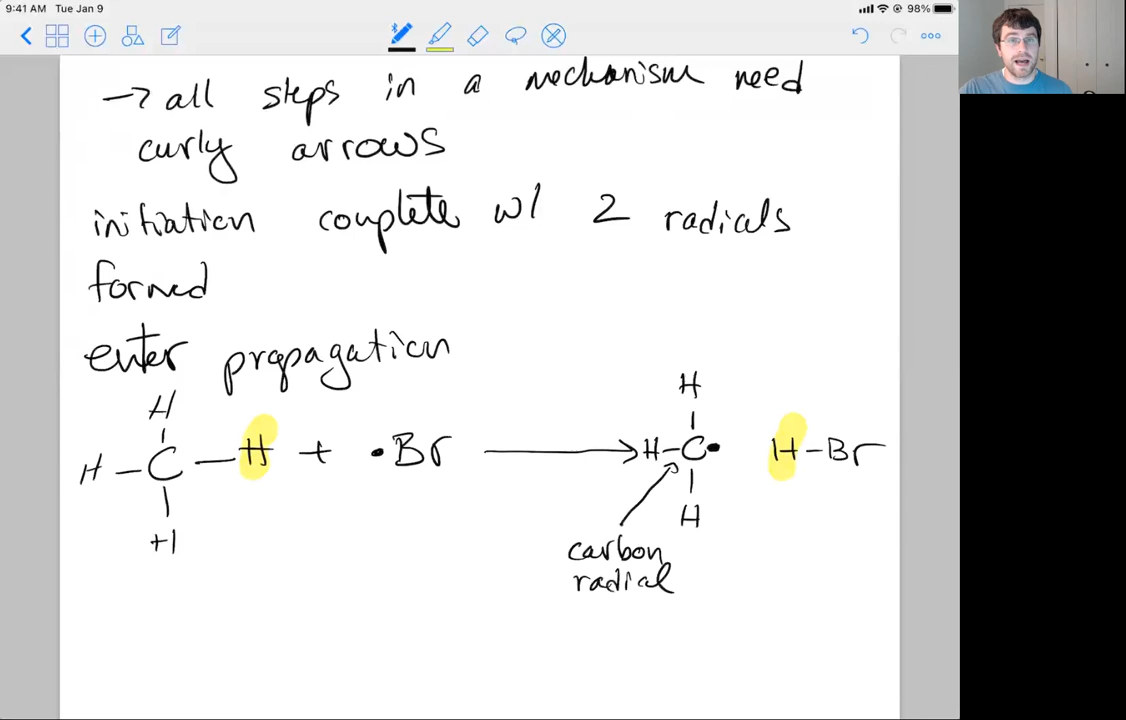 9:41 AM Tue Jan 9
98%
→ all steps in a mechanism need
curly arrows
initiation complete w/ 2 radicals
formed
enter propagation
H H
H - C - H + •Br → H - C• H - Br
H H
carbon
radical